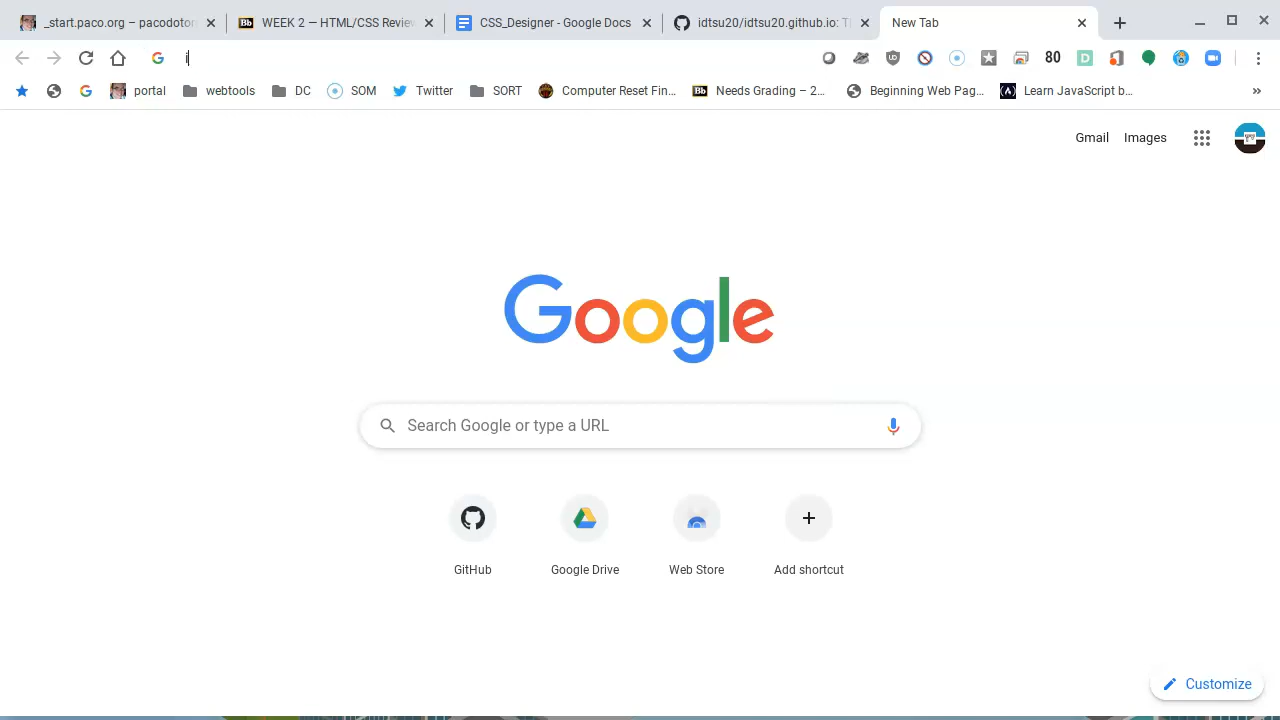 _start.paco.org – pacodotor
WEEK 2 — HTML/CSS Review
CSS_Designer - Google Docs
idtsu20/idtsu20.github.io: T
New Tab
i
80
portal
webtools
DC
SOM
Twitter
SORT
Computer Reset Fin...
Needs Grading – 2...
Beginning Web Pag...
Learn JavaScript b...
»
Gmail
Images
Google
Search Google or type a URL
GitHub
Google Drive
Web Store
Add shortcut
Customize